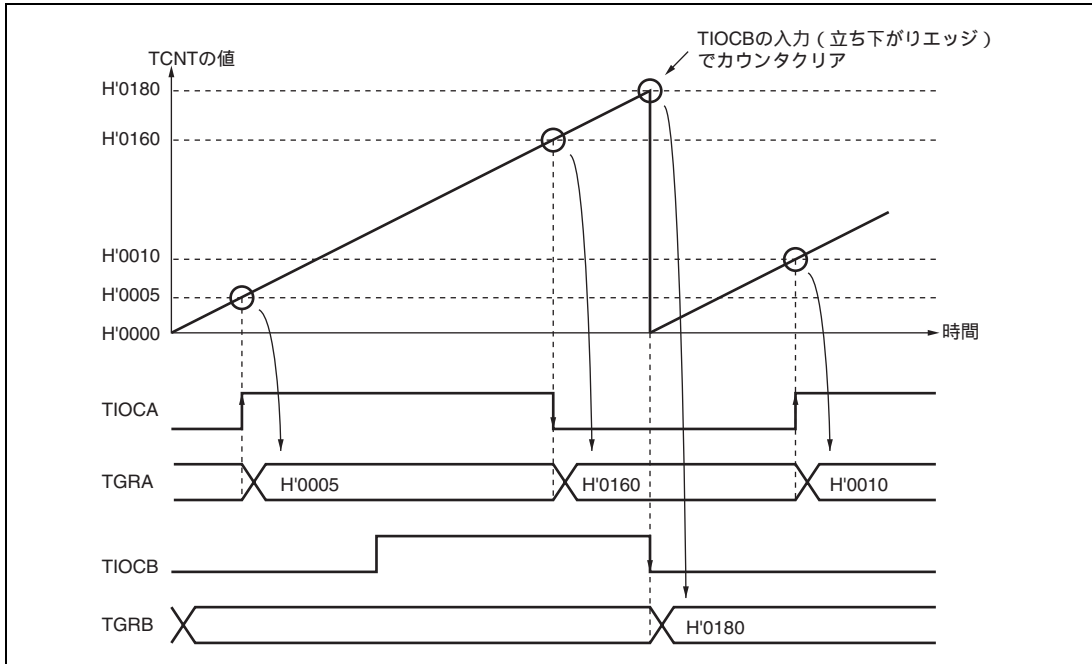 TIOCBの入力（立ち下がりエッジ）
でカウンタクリア
TCNTの値
H'0180
H'0160
H'0010
H'0005
H'0000
時間
TIOCA
TGRA
H'0005
H'0160
H'0010
TIOCB
TGRB
H'0180